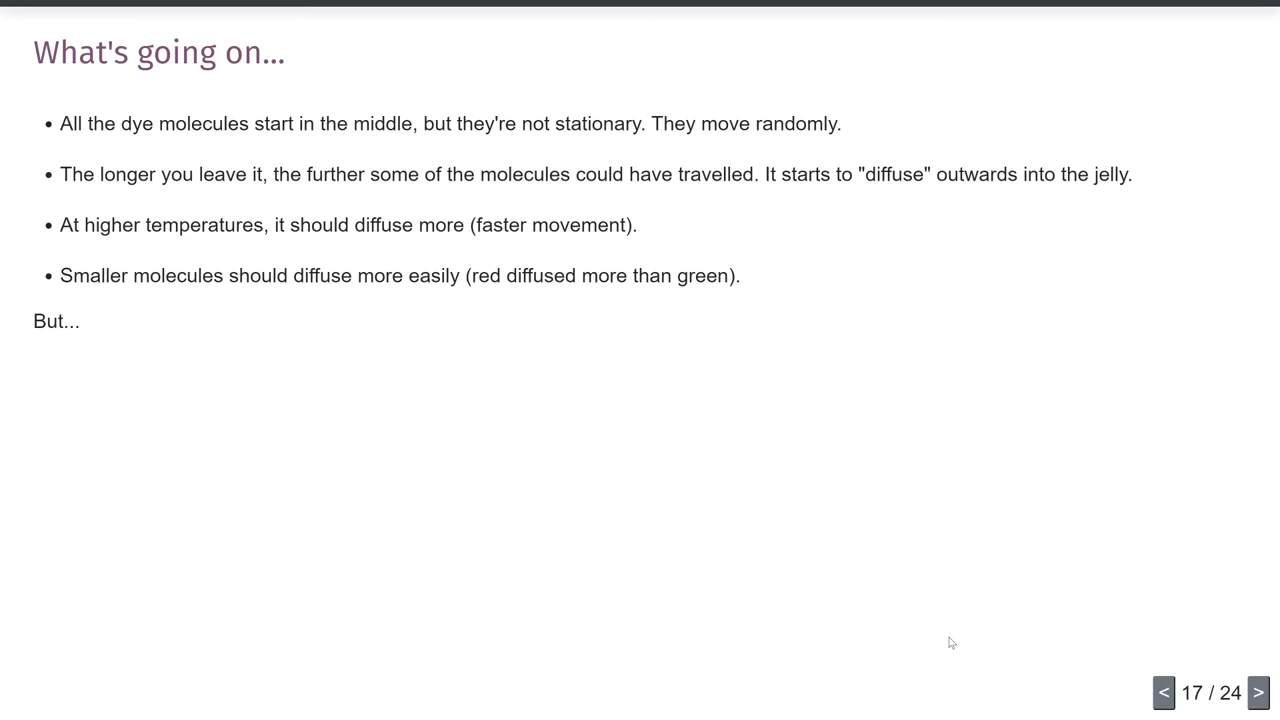 What's going on...
• All the dye molecules start in the middle, but they're not stationary. They move randomly.
• The longer you leave it, the further some of the molecules could have travelled. It starts to "diffuse" outwards into the jelly.
• At higher temperatures, it should diffuse more (faster movement).
• Smaller molecules should diffuse more easily (red diffused more than green).
But...
< 17 / 24 >